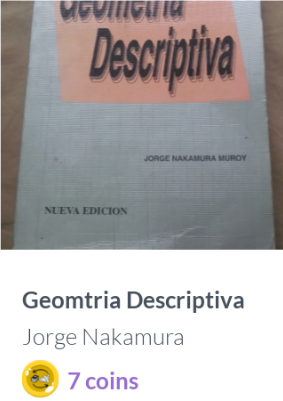 Geometria
Descriptiva
JORGE NAKAMURA MUROY
NUEVA EDICION
Geomtria Descriptiva
Jorge Nakamura
7 coins